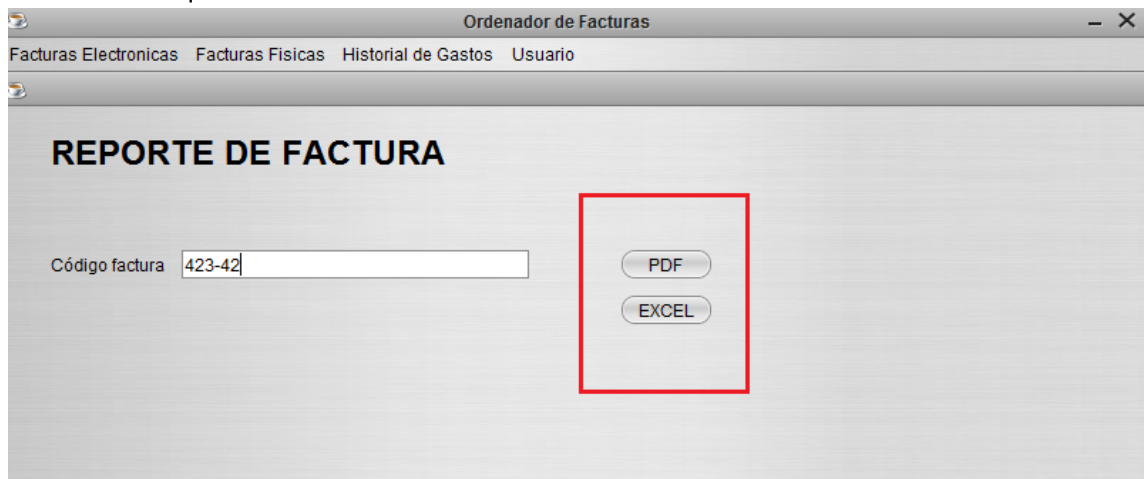 Ordenador de Facturas
Facturas Electronicas Facturas Fisicas Historial de Gastos Usuario
REPORTE DE FACTURA
Código factura 423-42 PDF
EXCEL